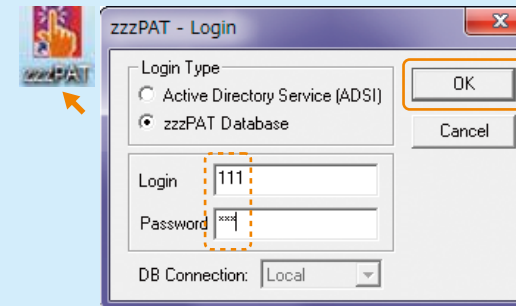 zzzPAT
zzzPAT - Login
Login Type
Active Directory Service (ADSI)
zzzPAT Database
OK
Cancel
Login 111
Password ***
DB Connection: Local